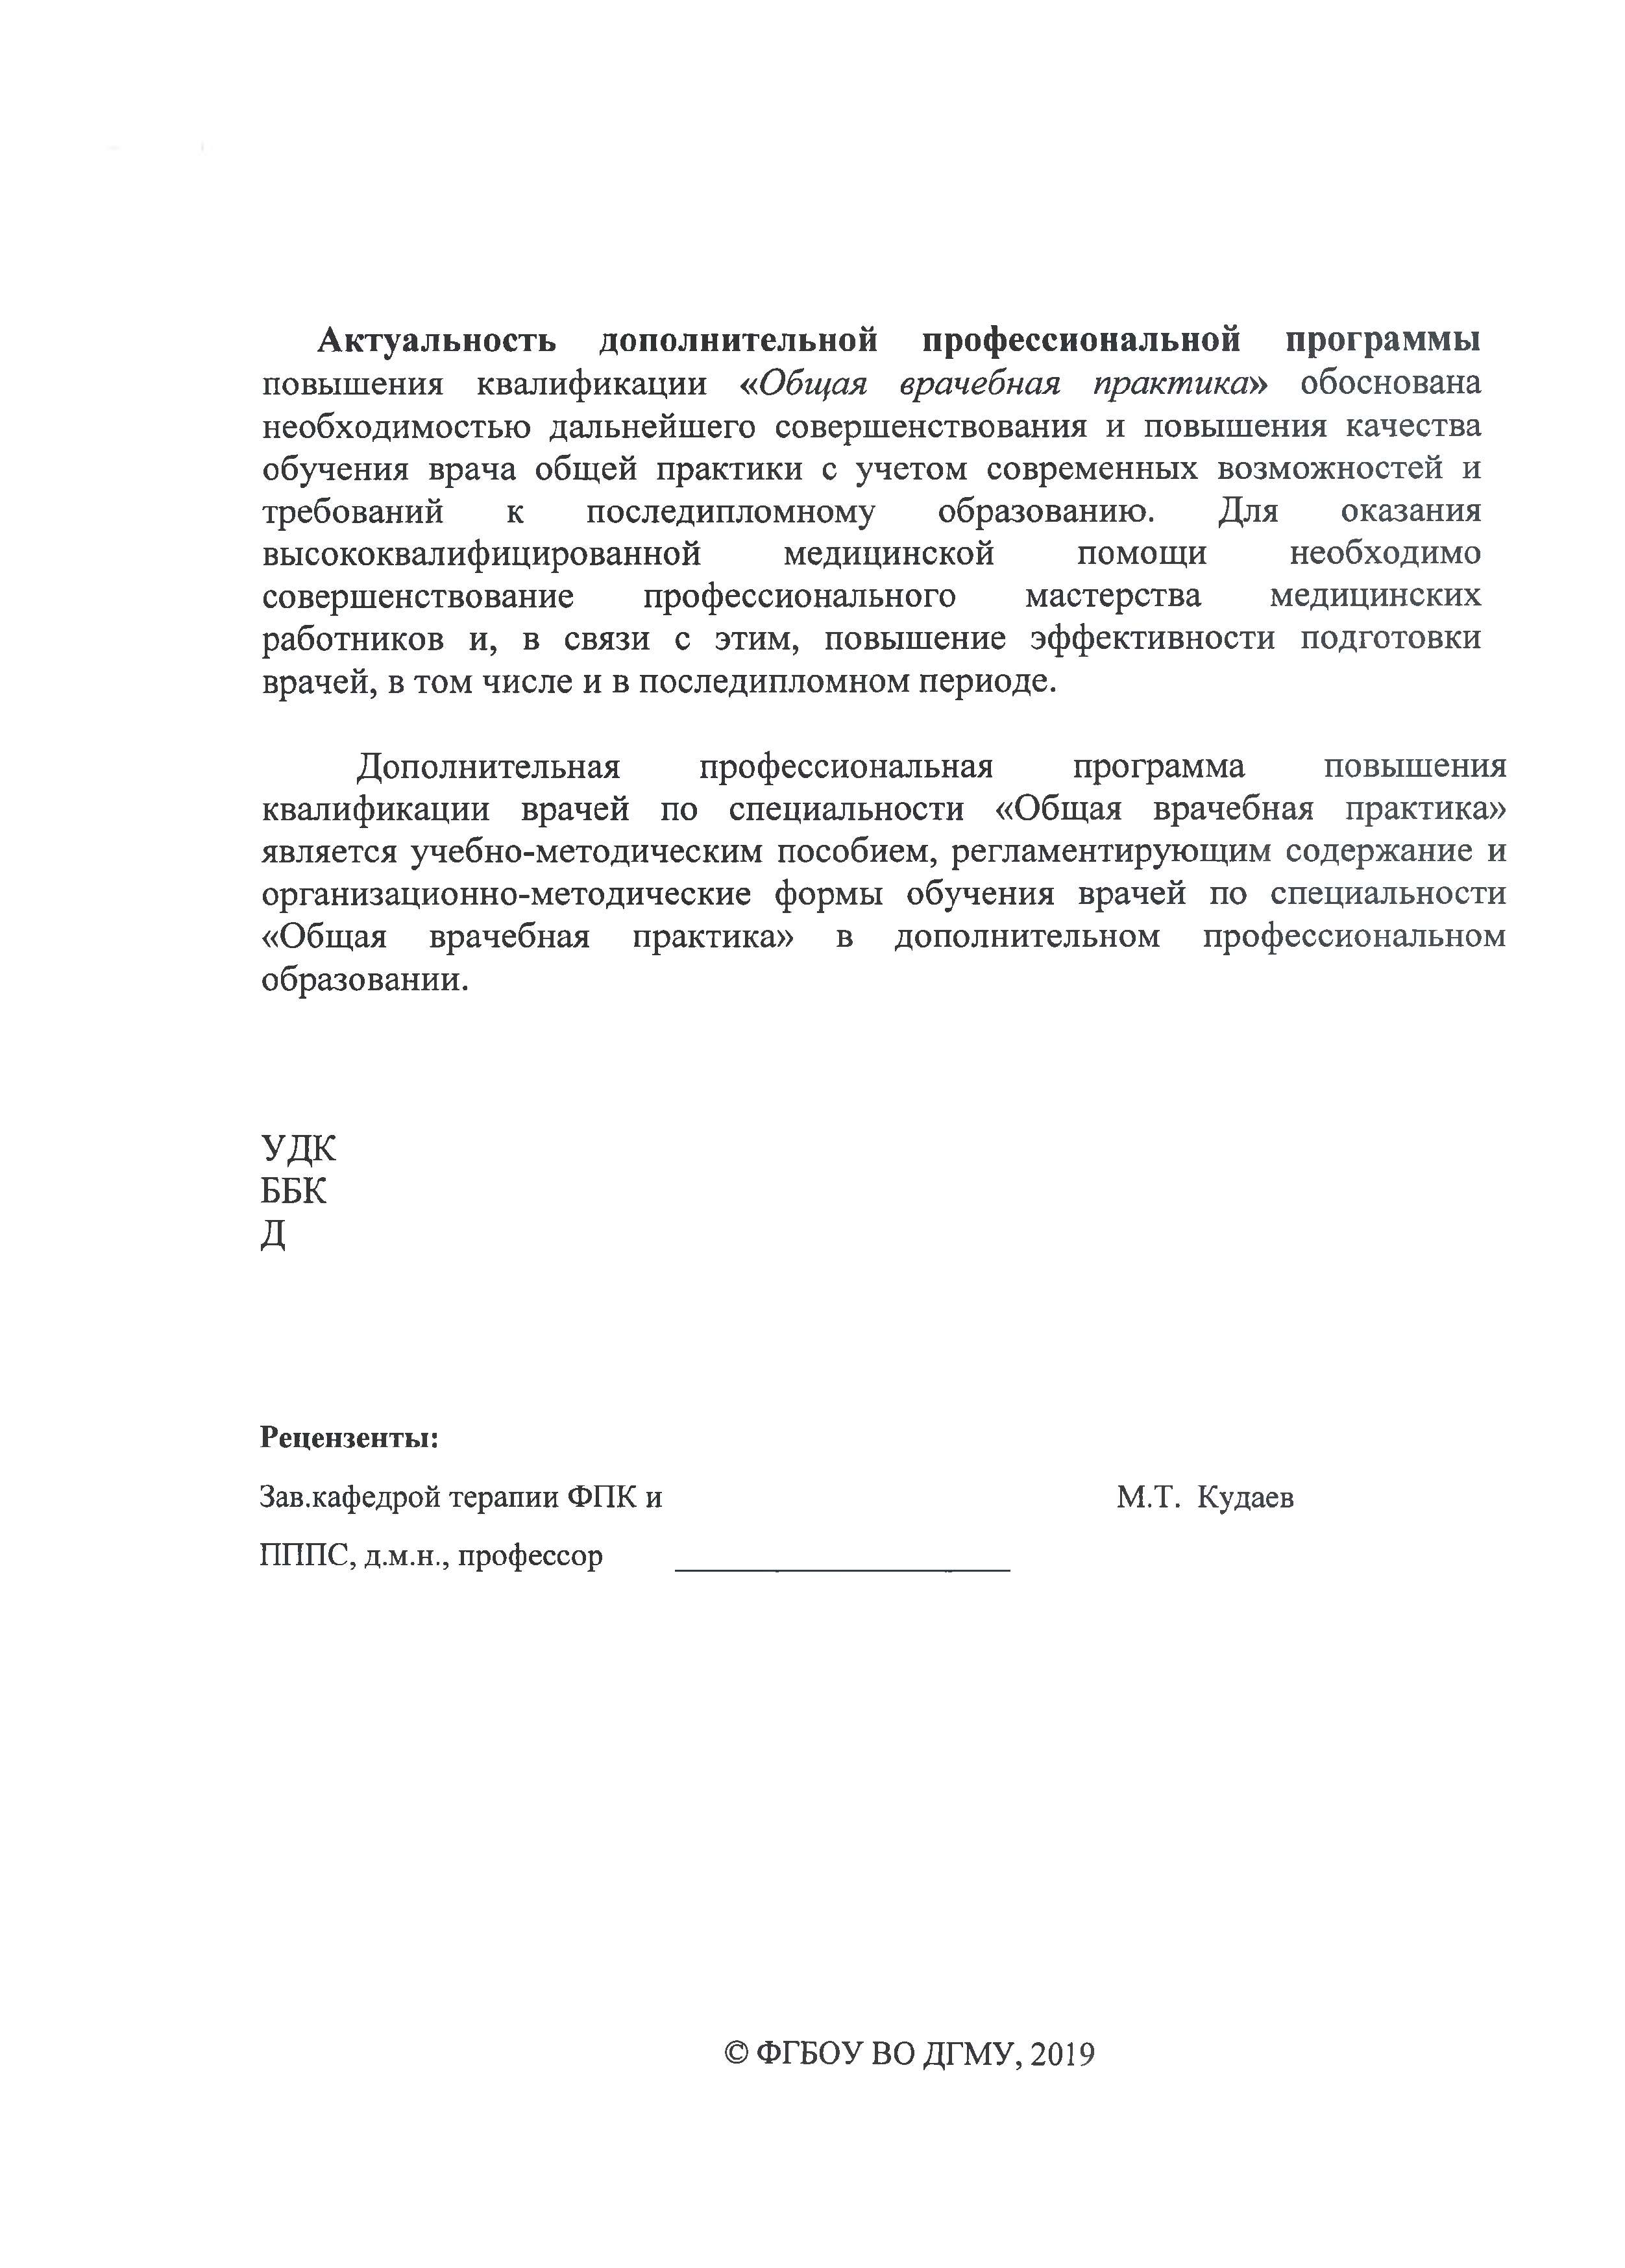 Актуальность дополнительной профессиональной программы
повышения квалификации «Общая врачебная практика» обоснована
необходимостью дальнейшего совершенствования и повышения качества
обучения врача общей практики с учетом современных возможностей и
требований к последипломному образованию. Для оказания
высококвалифицированной медицинской помощи необходимо
совершенствование профессионального мастерства медицинских
работников и, в связи с этим, повышение эффективности подготовки
врачей, в том числе и в последипломном периоде.
Дополнительная профессиональная программа повышения
квалификации врачей по специальности «Общая врачебная практика»
является учебно-методическим пособием, регламентирующим содержание и
организационно-методические формы обучения врачей по специальности
«Общая врачебная практика» в дополнительном профессиональном
образовании.
УДК
ББК
Д
Рецензенты:
Зав.кафедрой терапии ФПК и М.Т. Кудаев
ПППС, д.м.н., профессор
© ФГБОУ ВО ДГМУ, 2019